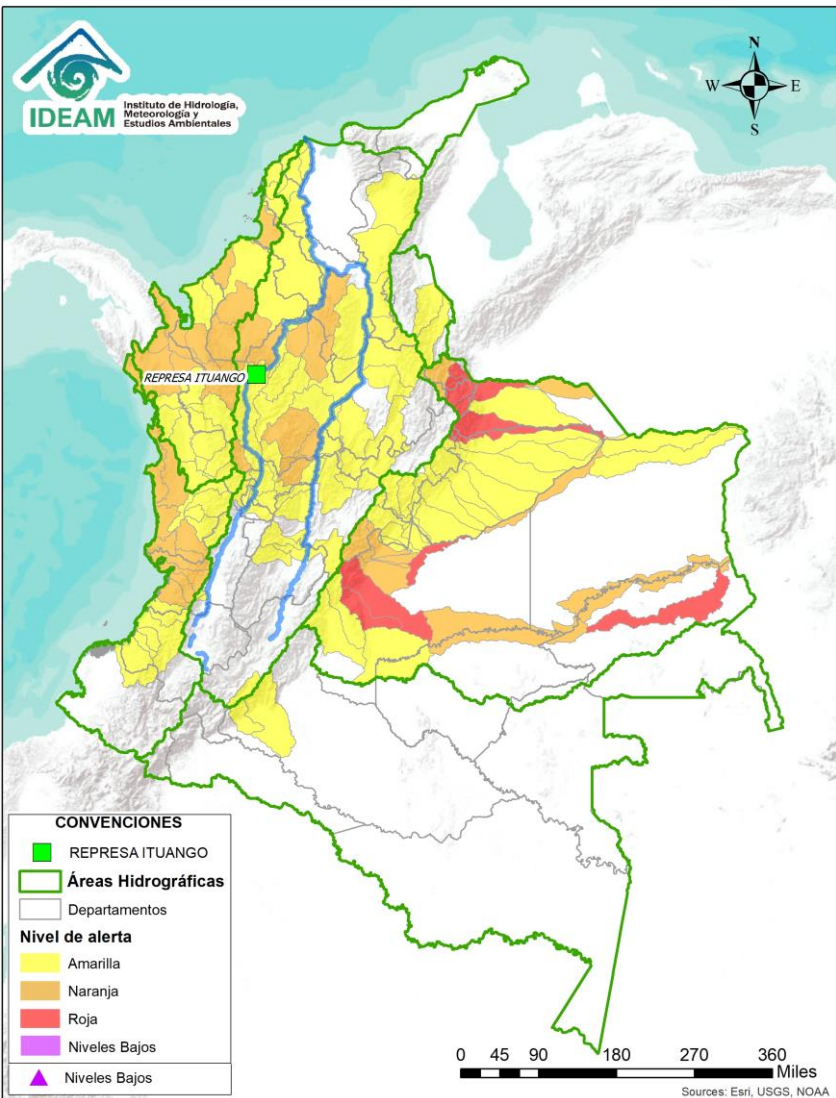 IDEAM
Instituto de Hidrología,
Meteorología y
Estudios Ambientales
N
W
E
S
REPRESA ITUANGO
CONVENCIONES
REPRESA ITUANGO
Áreas Hidrográficas
Departamentos
Nivel de alerta
Amarilla
Naranja
Roja
Niveles Bajos
Niveles Bajos
0 45 90 180 270 360
Miles
Sources: Esri, USGS, NOAA